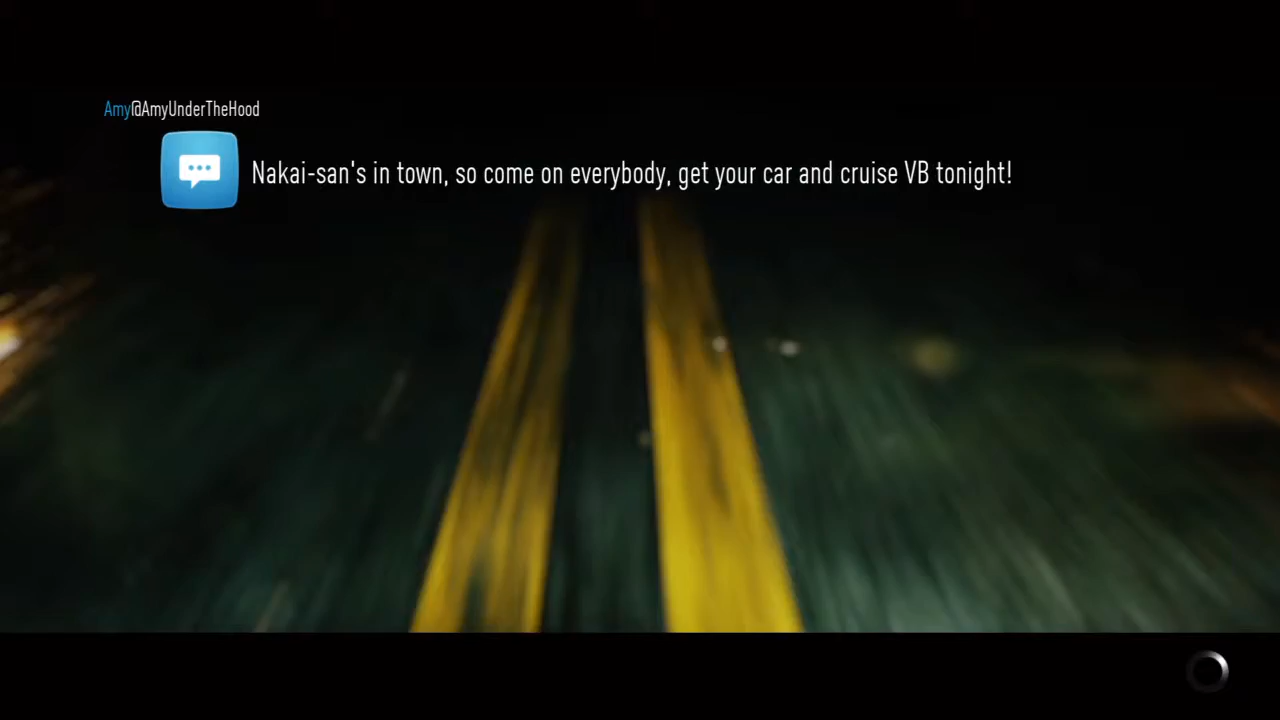 Amy@AmyUnderTheHood
Nakai-san's in town, so come on everybody, get your car and cruise VB tonight!